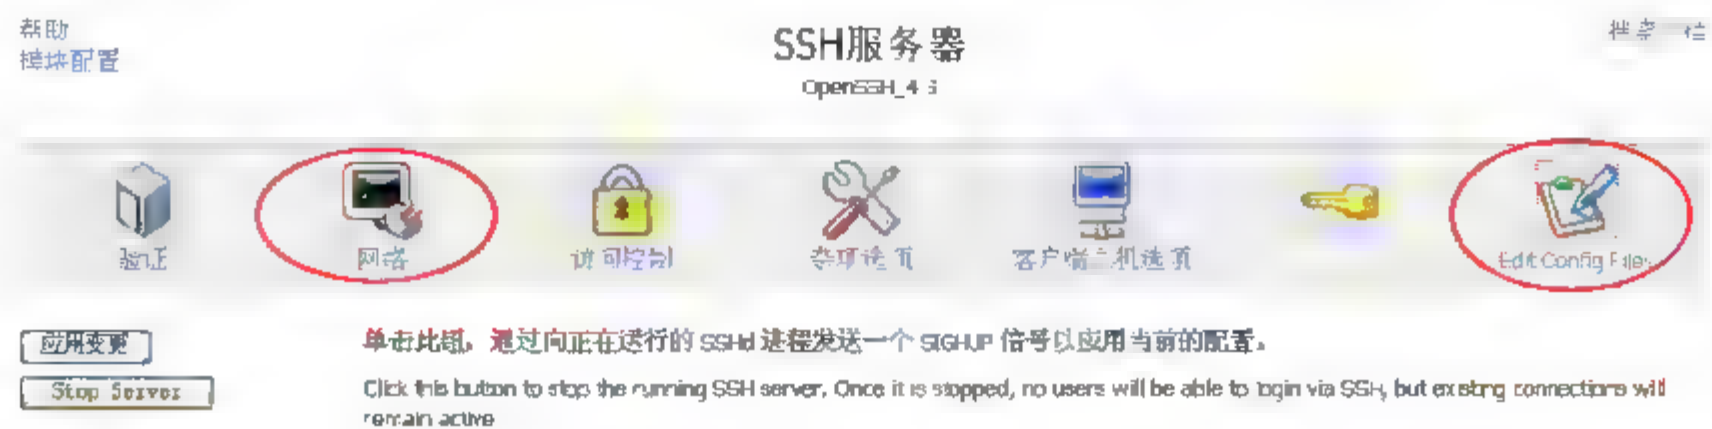 帮助
模块配置
SSH服务器
OpenSSH_4
验证
网络
访问控制
杂项选项
客户端主机选项
Edit Config Files
应用变更
单击此钮，通过向正在运行的 SSHd 进程发送一个 SIGHUP 信号以应用当前的配置。
Stop Server
Click this button to stop the running SSH server. Once it is stopped, no users will be able to login via SSH, but existing connections will
remain active